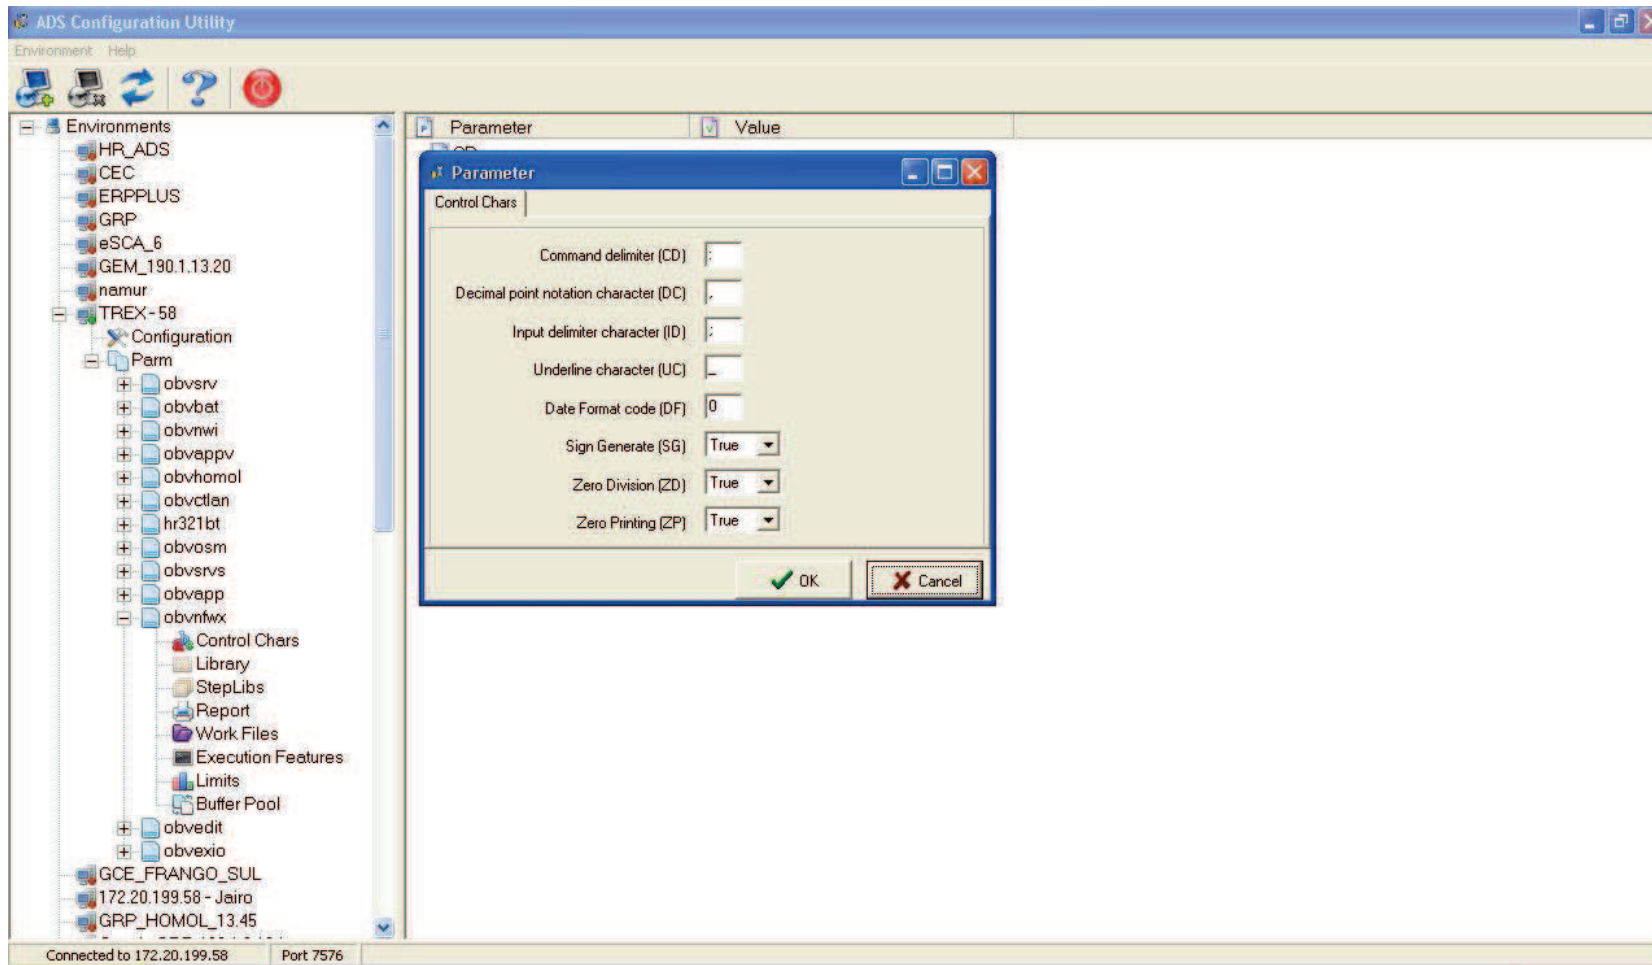 ADS Configuration Utility
Environment Help
Environments
HR_ADS
CEC
ERPPLUS
GRP
eSCA_6
GEM_190.1.13.20
namur
TREX-58
Configuration
Parm
obvsrv
obvbat
obvnwi
obvappv
obvhomol
obvctlan
hr321bt
obvosm
obvsrvs
obvapp
obvnfwx
Control Chars
Library
StepLibs
Report
Work Files
Execution Features
Limits
Buffer Pool
obvedit
obvexio
GCE_FRANGO_SUL
172.20.199.58 - Jairo
GRP_HOMOL_13.45
Parameter Value
Parameter
Control Chars
Command delimiter (CD) :
Decimal point notation character (DC) ,
Input delimiter character (ID) ;
Underline character (UC) _
Date Format code (DF) 0
Sign Generate (SG) True
Zero Division (ZD) True
Zero Printing (ZP) True
OK Cancel
Connected to 172.20.199.58 Port 7576